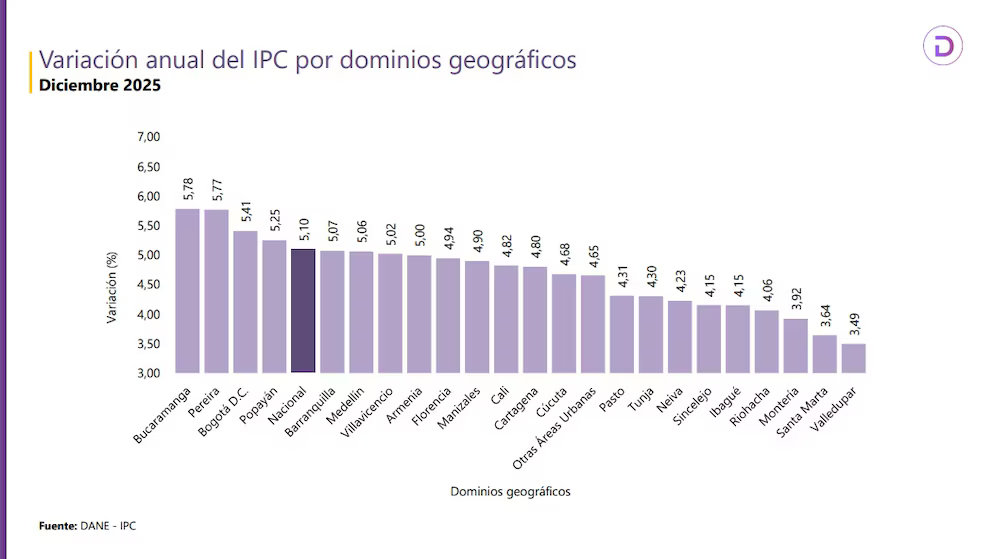 Variación anual del IPC por dominios geográficos
Diciembre 2025
D
Variación (%)
7,00
6,50
6,00
5,50
5,00
4,50
4,00
3,50
3,00
5,78
5,77
5,41
5,25
5,10
5,07
5,06
5,02
5,00
4,94
4,90
4,82
4,80
4,68
4,65
4,31
4,30
4,23
4,15
4,15
4,06
3,92
3,64
3,49
Bucaramanga
Pereira
Bogotá D.C.
Popayán
Nacional
Barranquilla
Medellín
Villavicencio
Armenia
Florencia
Manizales
Cali
Cartagena
Cúcuta
Otras Áreas Urbanas
Pasto
Tunja
Neiva
Sincelejo
Ibagué
Riohacha
Montería
Santa Marta
Valledupar
Dominios geográficos
Fuente: DANE - IPC